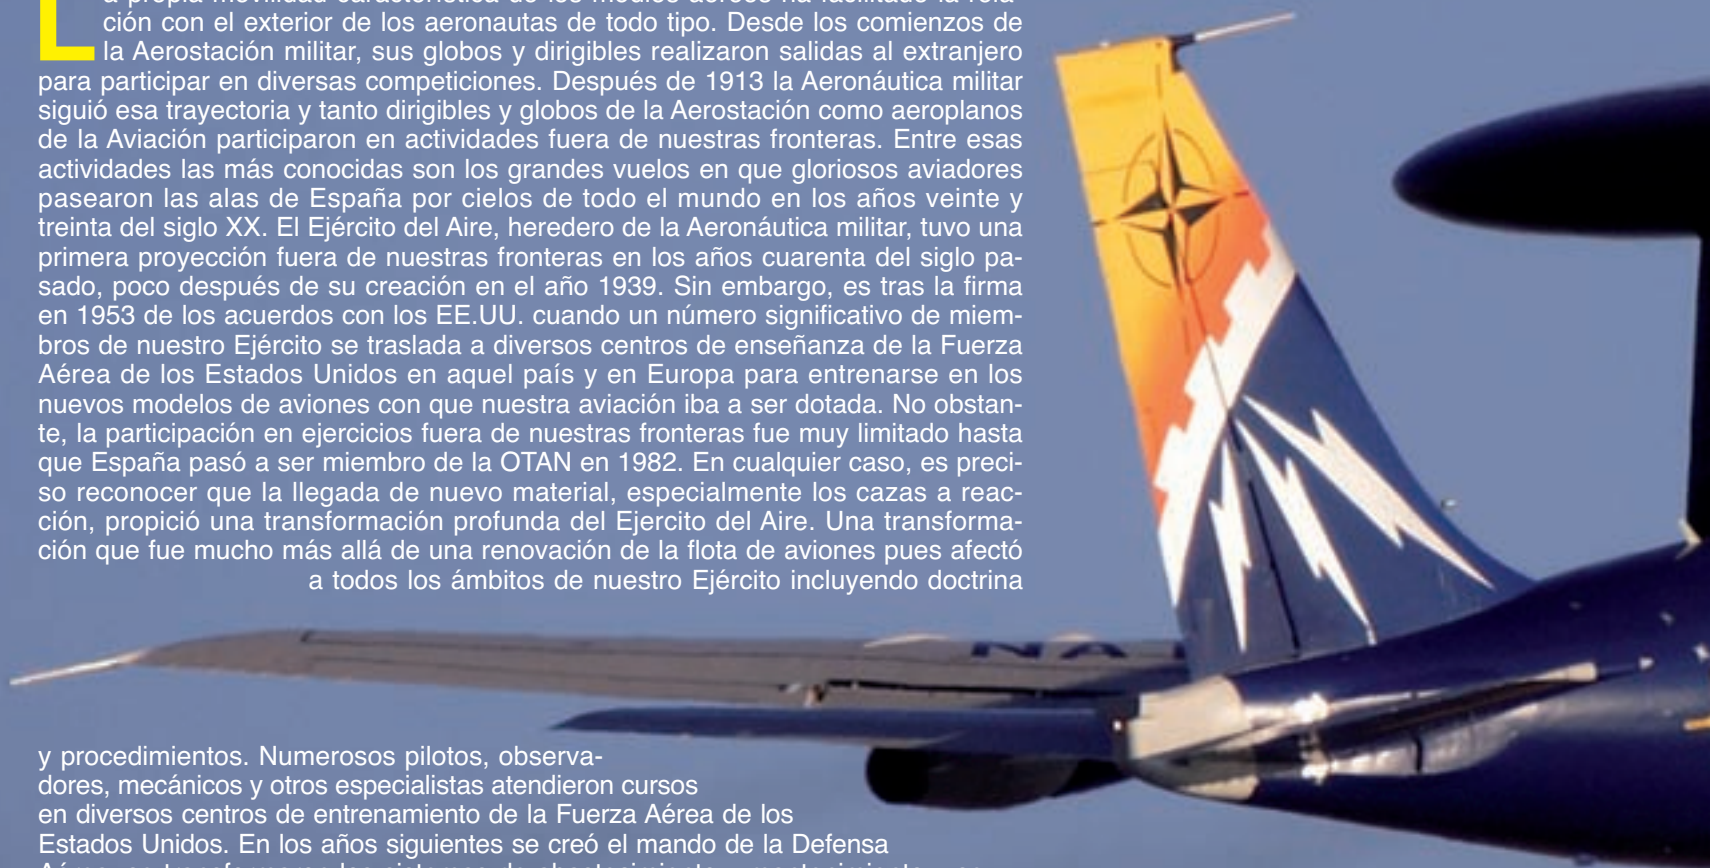 L
a propia movilidad característica de los medios aéreos ha facilitado la rela-
ción con el exterior de los aeronautas de todo tipo. Desde los comienzos de
la Aerostación militar, sus globos y dirigibles realizaron salidas al extranjero
para participar en diversas competiciones. Después de 1913 la Aeronáutica militar
siguió esa trayectoria y tanto dirigibles y globos de la Aerostación como aeroplanos
de la Aviación participaron en actividades fuera de nuestras fronteras. Entre esas
actividades las más conocidas son los grandes vuelos en que gloriosos aviadores
pasearon las alas de España por cielos de todo el mundo en los años veinte y
treinta del siglo XX. El Ejército del Aire, heredero de la Aeronáutica militar, tuvo una
primera proyección fuera de nuestras fronteras en los años cuarenta del siglo pa-
sado, poco después de su creación en el año 1939. Sin embargo, es tras la firma
en 1953 de los acuerdos con los EE.UU. cuando un número significativo de miem-
bros de nuestro Ejército se traslada a diversos centros de enseñanza de la Fuerza
Aérea de los Estados Unidos en aquel país y en Europa para entrenarse en los
nuevos modelos de aviones con que nuestra aviación iba a ser dotada. No obstan-
te, la participación en ejercicios fuera de nuestras fronteras fue muy limitado hasta
que España pasó a ser miembro de la OTAN en 1982. En cualquier caso, es preci-
so reconocer que la llegada de nuevo material, especialmente los cazas a reac-
ción, propició una transformación profunda del Ejercito del Aire. Una transforma-
ción que fue mucho más allá de una renovación de la flota de aviones pues afectó
a todos los ámbitos de nuestro Ejército incluyendo doctrina
NA
y procedimientos. Numerosos pilotos, observa-
dores, mecánicos y otros especialistas atendieron cursos
en diversos centros de entrenamiento de la Fuerza Aérea de los
Estados Unidos. En los años siguientes se creó el mando de la Defensa